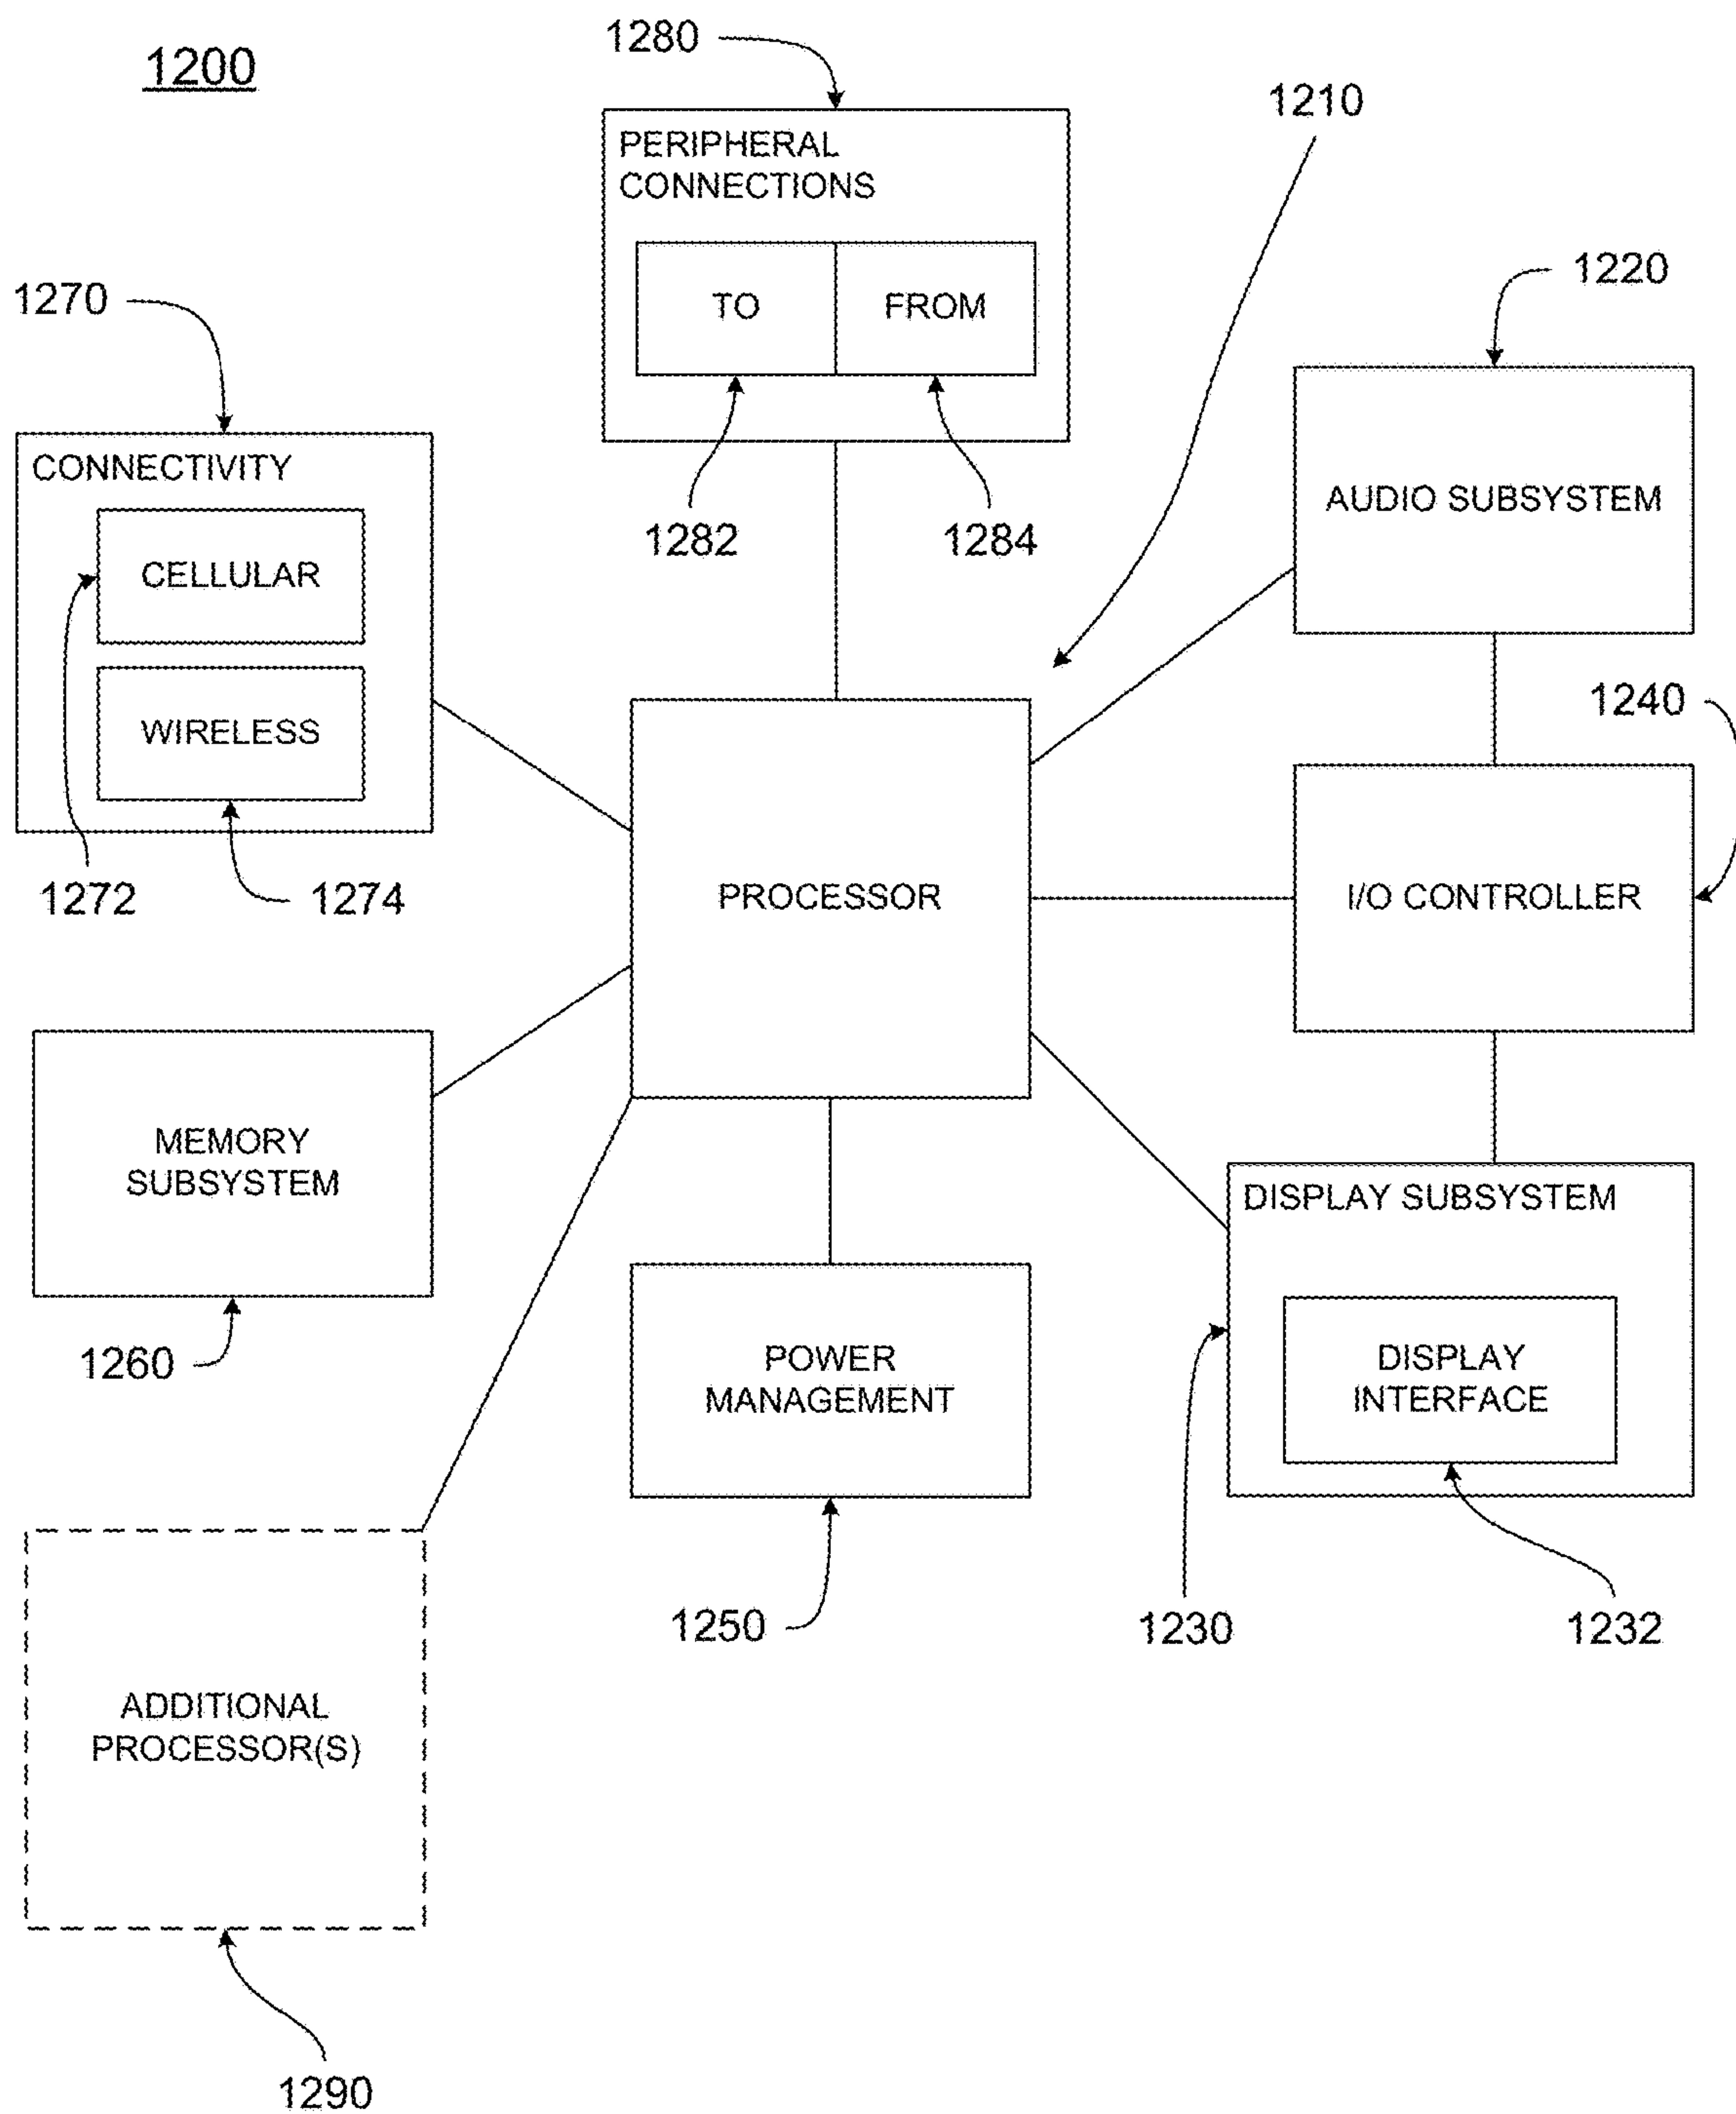 1200
1280
1210
PERIPHERAL
CONNECTIONS
TO
FROM
1220
1270
CONNECTIVITY
CELLULAR
WIRELESS
1282
1284
AUDIO SUBSYSTEM
1240
1272
1274
PROCESSOR
I/O CONTROLLER
MEMORY
SUBSYSTEM
DISPLAY SUBSYSTEM
1260
POWER
MANAGEMENT
DISPLAY
INTERFACE
1250
1230
1232
ADDITIONAL
PROCESSOR(S)
1290